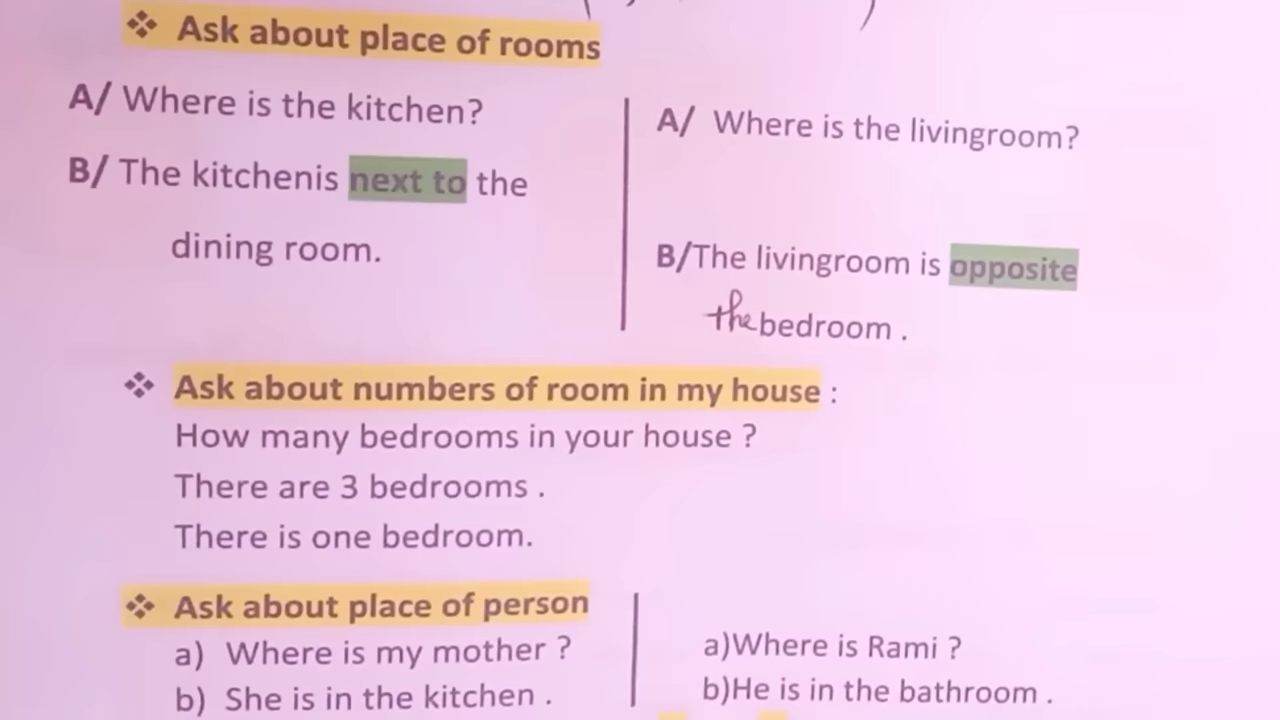 ❖ Ask about place of rooms
A/ Where is the kitchen?
B/ The kitchenis next to the
dining room.
A/ Where is the livingroom?
B/The livingroom is opposite
the bedroom .
❖ Ask about numbers of room in my house :
How many bedrooms in your house ?
There are 3 bedrooms .
There is one bedroom.
❖ Ask about place of person
a) Where is my mother ?
b) She is in the kitchen .
a)Where is Rami ?
b)He is in the bathroom .